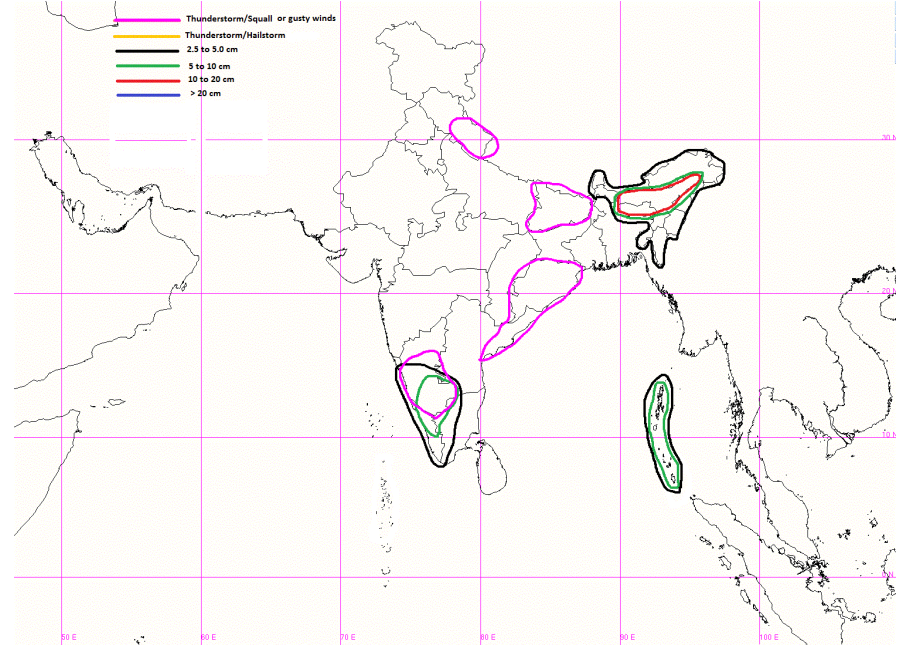 Thunderstorm/Squall or gusty winds
Thunderstorm/Hailstorm
2.5 to 5.0 cm
5 to 10 cm
10 to 20 cm
> 20 cm
30 N
20 N
10 N
50 E
60 E
70 E
80 E
90 E
100 E